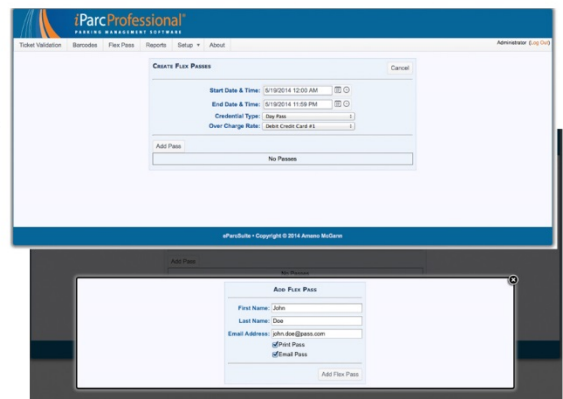 iParcProfessional™
PARKING MANAGEMENT SOFTWARE
Ticket Validation Barcodes Flex Pass Reports Setup About Administrator (Log Out)
CREATE FLEX PASSES Cancel
Start Date & Time: 5/19/2014 12:00 AM
End Date & Time: 5/19/2014 11:59 PM
Credential Type: Day Pass
Over Charge Rate: Debit Credit Card #1
Add Pass
No Passes
eParcSuite • Copyright © 2014 Amano McGann
Add Pass
No Passes
ADD FLEX PASS
First Name: John
Last Name: Doe
Email Address: john.doe@pass.com
Print Pass
Email Pass
Add Flex Pass